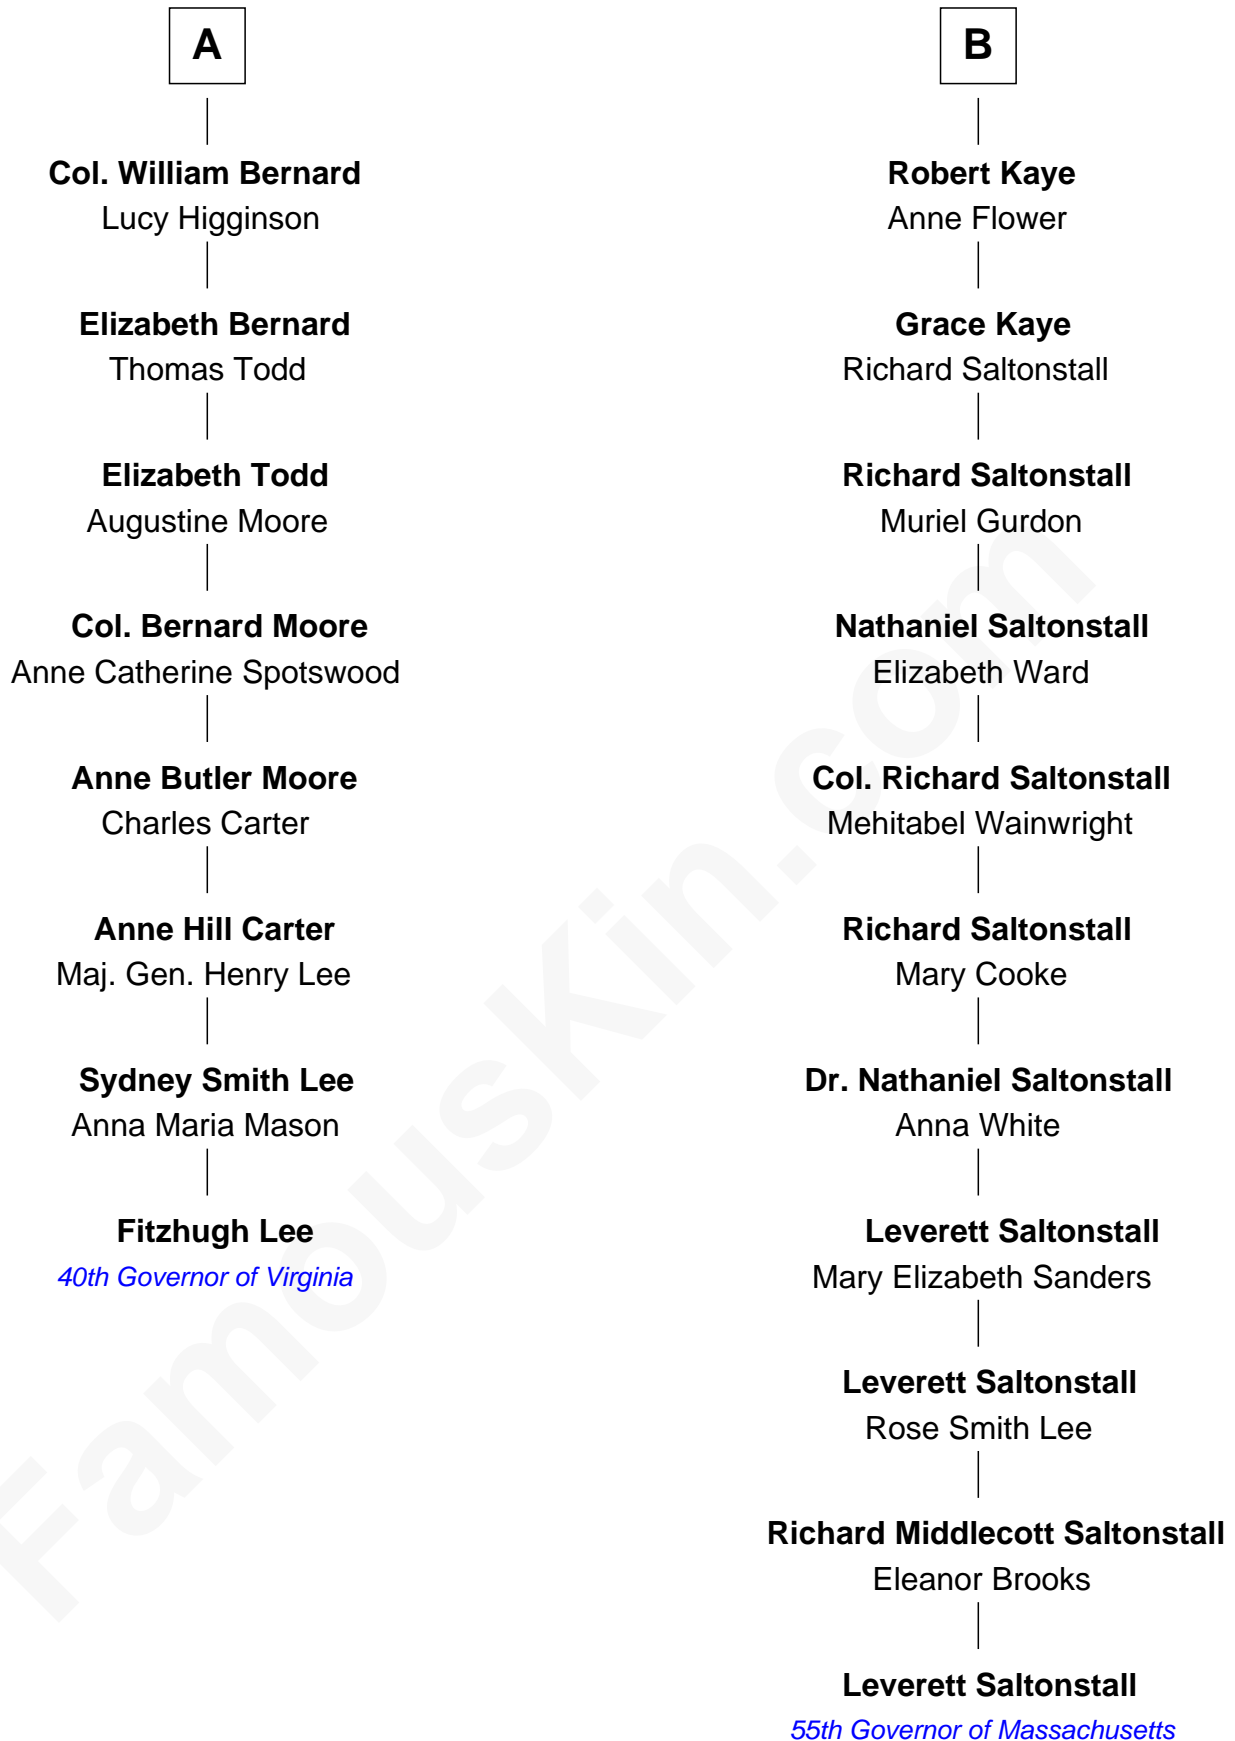 A
Col. William Bernard
Lucy Higginson
Elizabeth Bernard
Thomas Todd
Elizabeth Todd
Augustine Moore
Col. Bernard Moore
Anne Catherine Spotswood
Anne Butler Moore
Charles Carter
Anne Hill Carter
Maj. Gen. Henry Lee
Sydney Smith Lee
Anna Maria Mason
Fitzhugh Lee
40th Governor of Virginia
B
Robert Kaye
Anne Flower
Grace Kaye
Richard Saltonstall
Richard Saltonstall
Muriel Gurdon
Nathaniel Saltonstall
Elizabeth Ward
Col. Richard Saltonstall
Mehitabel Wainwright
Richard Saltonstall
Mary Cooke
Dr. Nathaniel Saltonstall
Anna White
Leverett Saltonstall
Mary Elizabeth Sanders
Leverett Saltonstall
Rose Smith Lee
Richard Middlecott Saltonstall
Eleanor Brooks
Leverett Saltonstall
55th Governor of Massachusetts
FamousKin.com